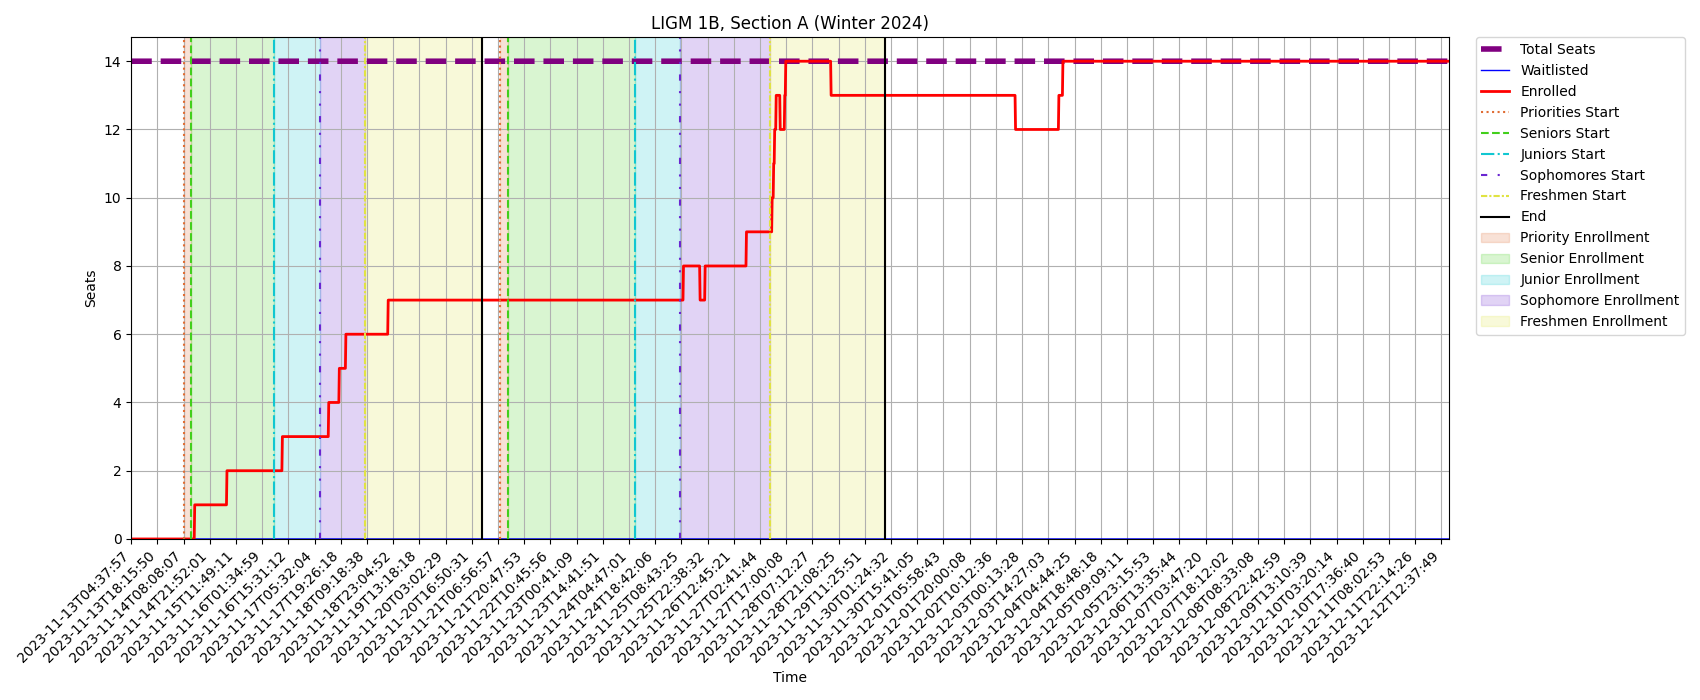 LIGM 1B, Section A (Winter 2024)
14
12
10
8
6
4
2
0
Seats
2023-11-13T04:37:57
2023-11-13T18:15:50
2023-11-14T08:08:07
2023-11-14T21:52:01
2023-11-15T11:49:11
2023-11-16T01:34:59
2023-11-16T15:31:12
2023-11-17T05:32:04
2023-11-17T19:26:18
2023-11-18T09:18:38
2023-11-18T23:04:52
2023-11-19T13:18:18
2023-11-20T03:02:29
2023-11-20T16:50:31
2023-11-21T06:56:57
2023-11-21T20:47:53
2023-11-22T10:45:56
2023-11-23T00:41:09
2023-11-23T14:41:51
2023-11-24T04:47:01
2023-11-24T18:42:06
2023-11-25T08:43:25
2023-11-25T22:38:32
2023-11-26T12:45:21
2023-11-27T02:41:44
2023-11-27T17:00:08
2023-11-28T07:12:27
2023-11-28T21:08:25
2023-11-29T11:25:51
2023-11-30T01:24:32
2023-11-30T15:41:05
2023-12-01T05:58:43
2023-12-01T20:00:08
2023-12-02T10:12:36
2023-12-03T00:13:28
2023-12-03T14:27:03
2023-12-04T04:44:25
2023-12-04T18:48:18
2023-12-05T09:09:11
2023-12-05T23:15:53
2023-12-06T13:35:44
2023-12-07T03:47:20
2023-12-07T18:12:02
2023-12-08T08:33:08
2023-12-08T22:42:59
2023-12-09T13:10:39
2023-12-10T03:20:14
2023-12-10T17:36:40
2023-12-11T08:02:53
2023-12-11T22:14:26
2023-12-12T12:37:49
Time
Total Seats
Waitlisted
Enrolled
Priorities Start
Seniors Start
Juniors Start
Sophomores Start
Freshmen Start
End
Priority Enrollment
Senior Enrollment
Junior Enrollment
Sophomore Enrollment
Freshmen Enrollment